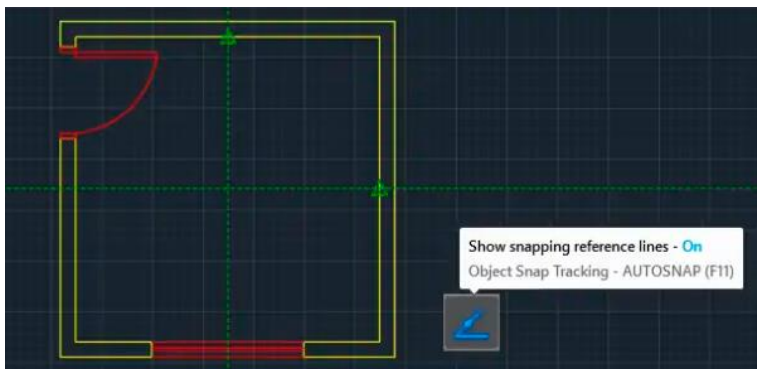 Show snapping reference lines - On
Object Snap Tracking - AUTOSNAP (F11)